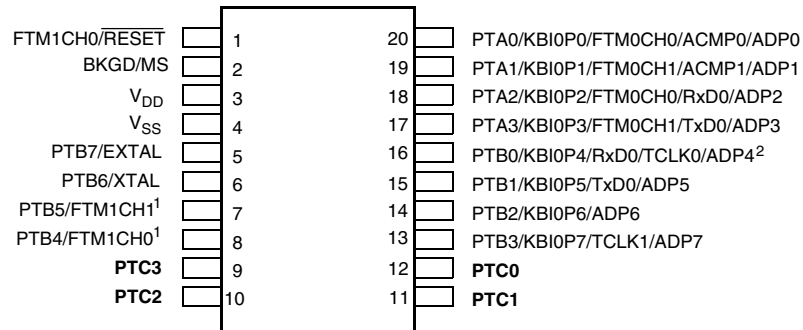 FTM1CH0/RESET 1 20 PTA0/KBI0P0/FTM0CH0/ACMP0/ADP0
BKGD/MS 2 19 PTA1/KBI0P1/FTM0CH1/ACMP1/ADP1
VDD 3 18 PTA2/KBI0P2/FTM0CH0/RxD0/ADP2
VSS 4 17 PTA3/KBI0P3/FTM0CH1/TxD0/ADP3
PTB7/EXTAL 5 16 PTB0/KBI0P4/RxD0/TCLK0/ADP4²
PTB6/XTAL 6 15 PTB1/KBI0P5/TxD0/ADP5
PTB5/FTM1CH1¹ 7 14 PTB2/KBI0P6/ADP6
PTB4/FTM1CH0¹ 8 13 PTB3/KBI0P7/TCLK1/ADP7
PTC3 9 12 PTC0
PTC2 10 11 PTC1